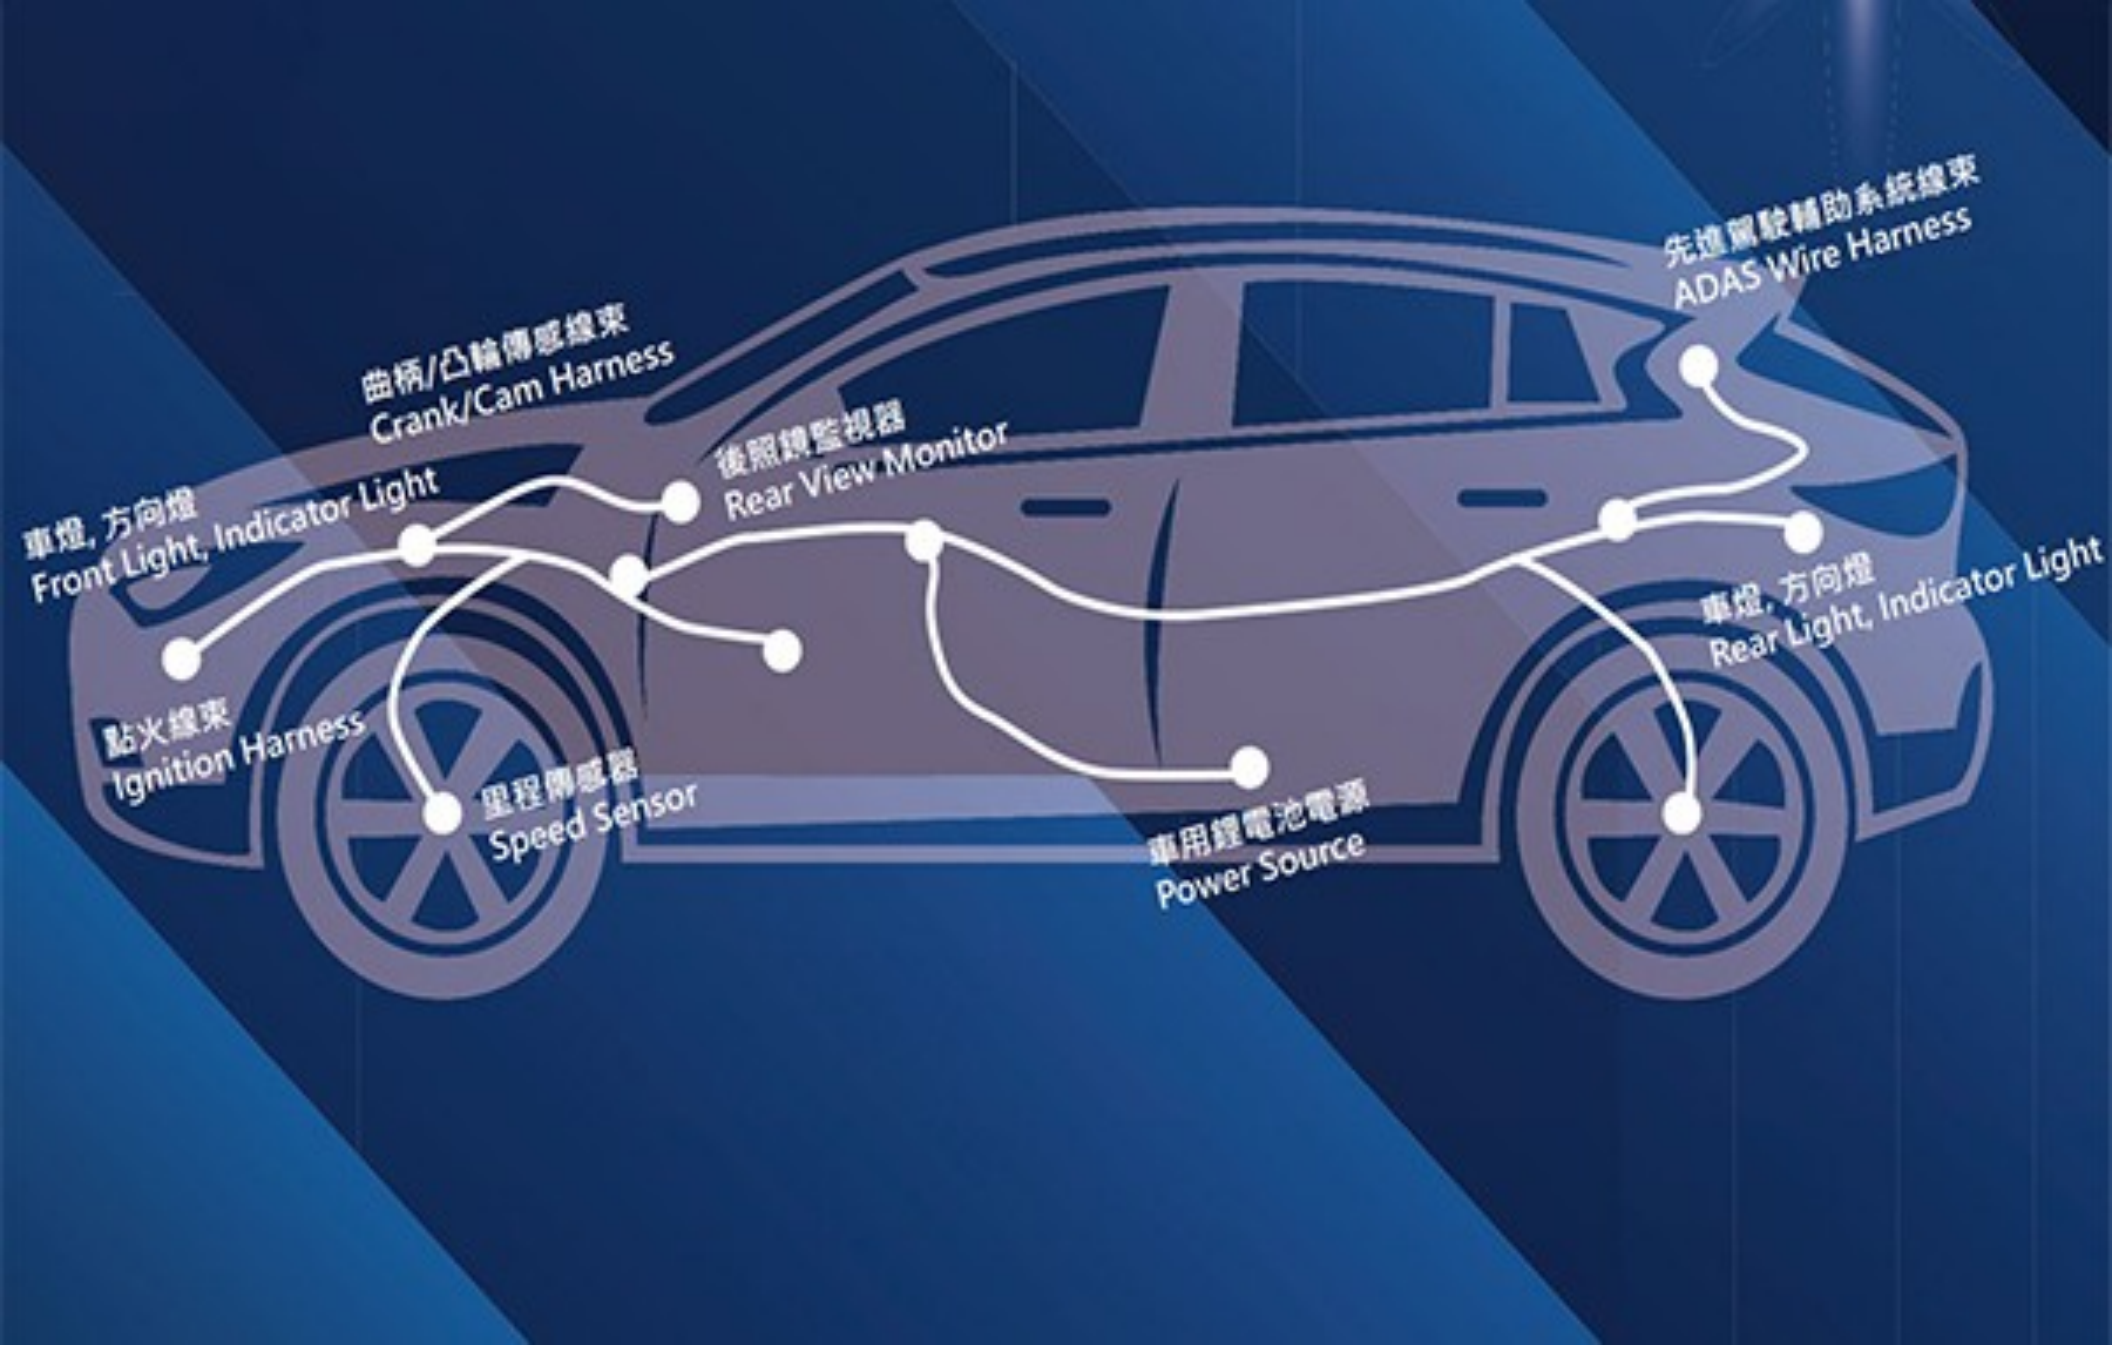 先進駕駛輔助系統線束
ADAS Wire Harness
曲柄/凸輪傳感線束
Crank/Cam Harness
後照鏡監視器
Rear View Monitor
車燈, 方向燈
Front Light, Indicator Light
車燈, 方向燈
Rear Light, Indicator Light
點火線束
Ignition Harness
里程傳感器
Speed Sensor
車用鋰電池電源
Power Source